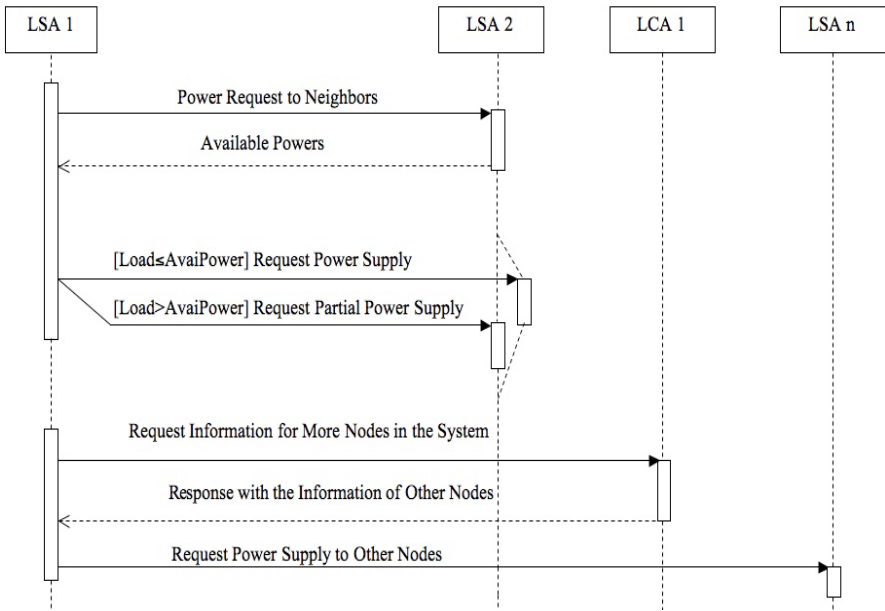 LSA 1
LSA 2
LCA 1
LSA n
Power Request to Neighbors
Available Powers
[Load≤AvaiPower] Request Power Supply
[Load>AvaiPower] Request Partial Power Supply
Request Information for More Nodes in the System
Response with the Information of Other Nodes
Request Power Supply to Other Nodes